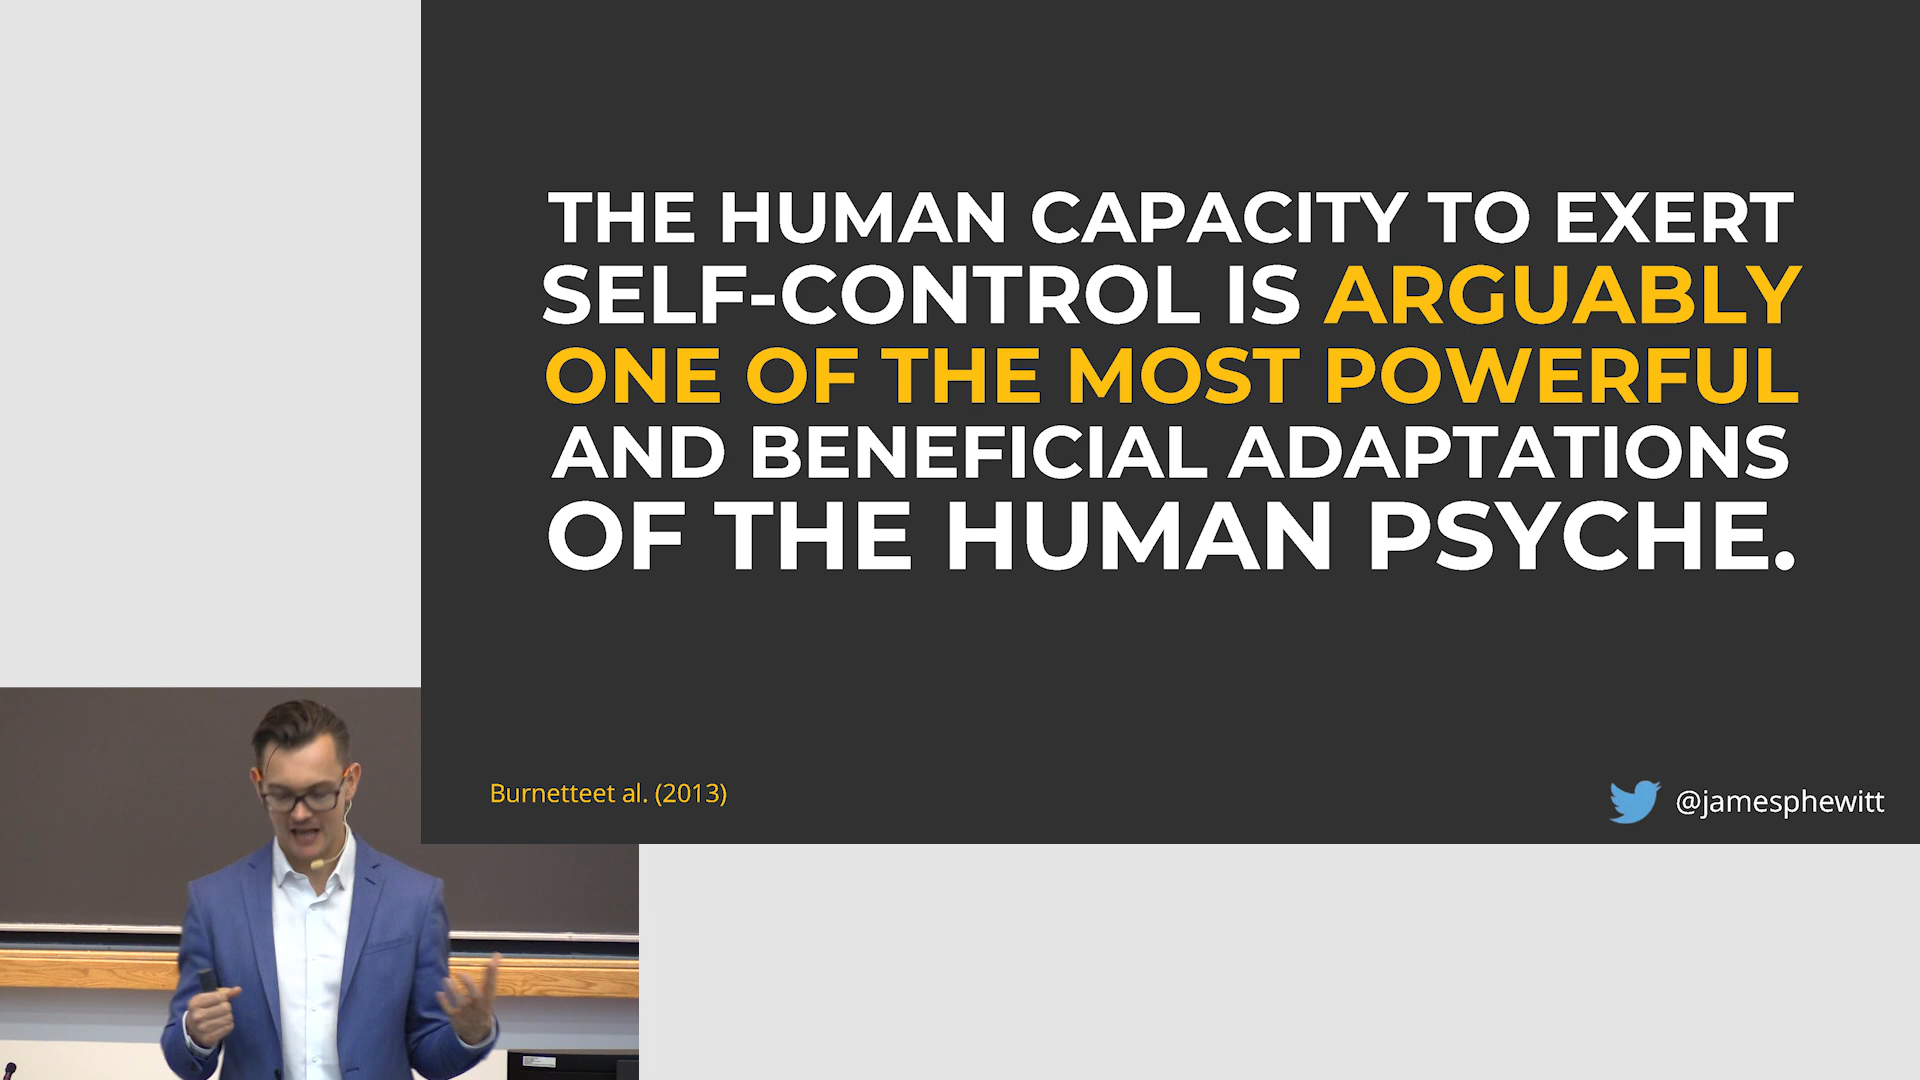 THE HUMAN CAPACITY TO EXERT
SELF-CONTROL IS ARGUABLY
ONE OF THE MOST POWERFUL
AND BENEFICIAL ADAPTATIONS
OF THE HUMAN PSYCHE.
Burnetteet al. (2013)
@jamesphewitt